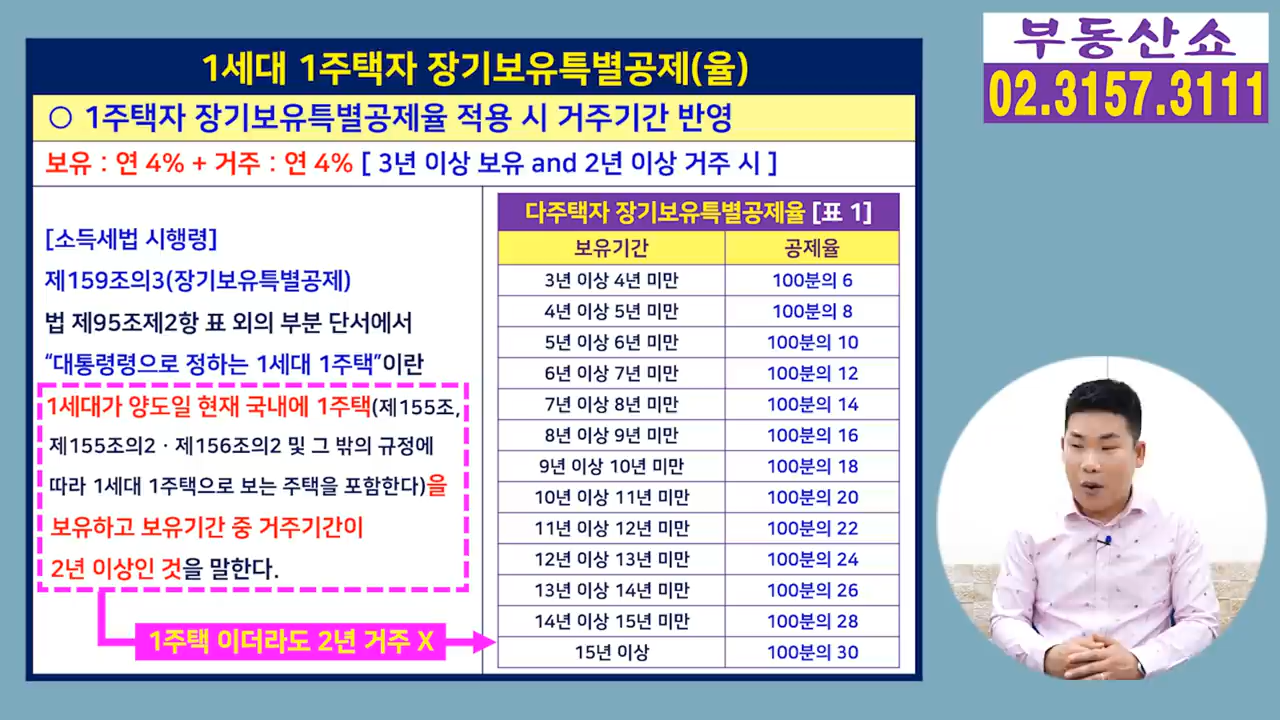 부동산쇼
02.3157.3111
1세대 1주택자 장기보유특별공제(율)
○ 1주택자 장기보유특별공제율 적용 시 거주기간 반영
보유 : 연 4% + 거주 : 연 4% [ 3년 이상 보유 and 2년 이상 거주 시 ]
[소득세법 시행령]
제159조의3(장기보유특별공제)
법 제95조제2항 표 외의 부분 단서에서
“대통령령으로 정하는 1세대 1주택”이란
1세대가 양도일 현재 국내에 1주택(제155조,
제155조의2 · 제156조의2 및 그 밖의 규정에
따라 1세대 1주택으로 보는 주택을 포함한다)을
보유하고 보유기간 중 거주기간이
2년 이상인 것을 말한다.
1주택 이더라도 2년 거주 X
다주택자 장기보유특별공제율 [표 1]
보유기간 공제율
3년 이상 4년 미만 100분의 6
4년 이상 5년 미만 100분의 8
5년 이상 6년 미만 100분의 10
6년 이상 7년 미만 100분의 12
7년 이상 8년 미만 100분의 14
8년 이상 9년 미만 100분의 16
9년 이상 10년 미만 100분의 18
10년 이상 11년 미만 100분의 20
11년 이상 12년 미만 100분의 22
12년 이상 13년 미만 100분의 24
13년 이상 14년 미만 100분의 26
14년 이상 15년 미만 100분의 28
15년 이상 100분의 30